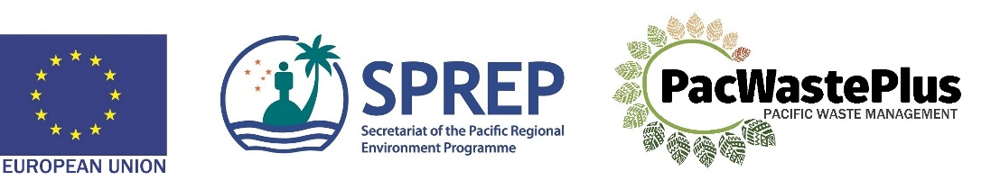 EUROPEAN UNION
SPREP
Secretariat of the Pacific Regional
Environment Programme
PacWastePlus
PACIFIC WASTE MANAGEMENT